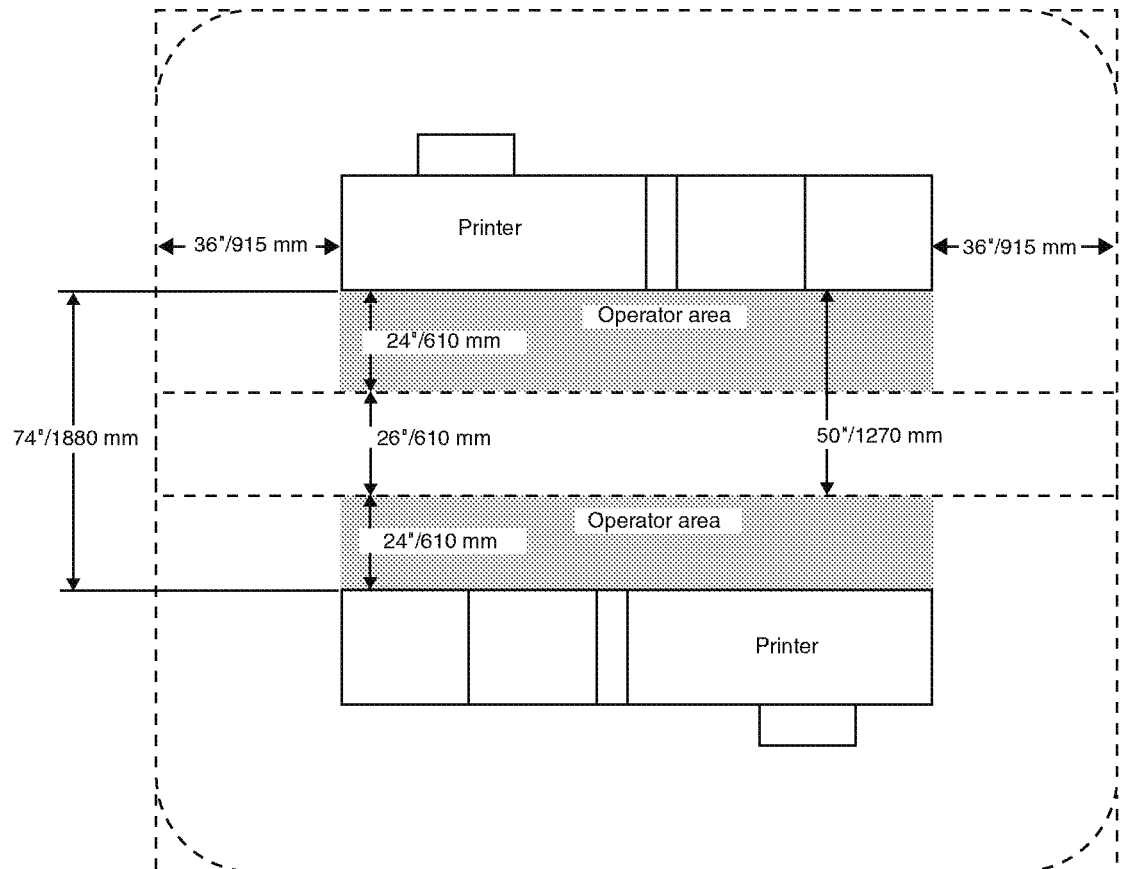 Printer
36"/915 mm
36"/915 mm
Operator area
24"/610 mm
74"/1880 mm
26"/610 mm
50"/1270 mm
Operator area
24"/610 mm
Printer